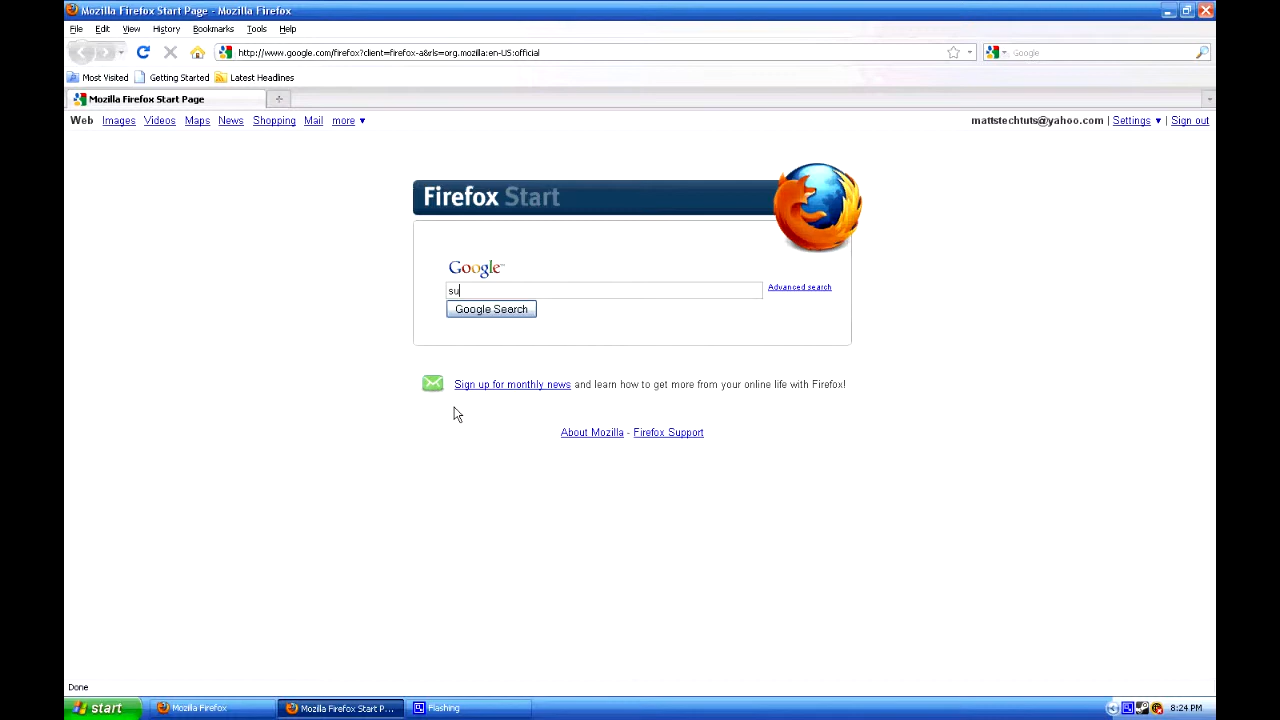 Mozilla Firefox Start Page - Mozilla Firefox
File Edit View History Bookmarks Tools Help
http://www.google.com/firefox?client=firefox-a&rls=org.mozilla:en-US:official Google
Most Visited Getting Started Latest Headlines
Mozilla Firefox Start Page
Web Images Videos Maps News Shopping Mail more ▼ mattstechtuts@yahoo.com | Settings ▼ | Sign out
Firefox Start
Google™
su Advanced search
Google Search
Sign up for monthly news and learn how to get more from your online life with Firefox!
About Mozilla - Firefox Support
Done
start Mozilla Firefox Mozilla Firefox Start P... Flashing 8:24 PM